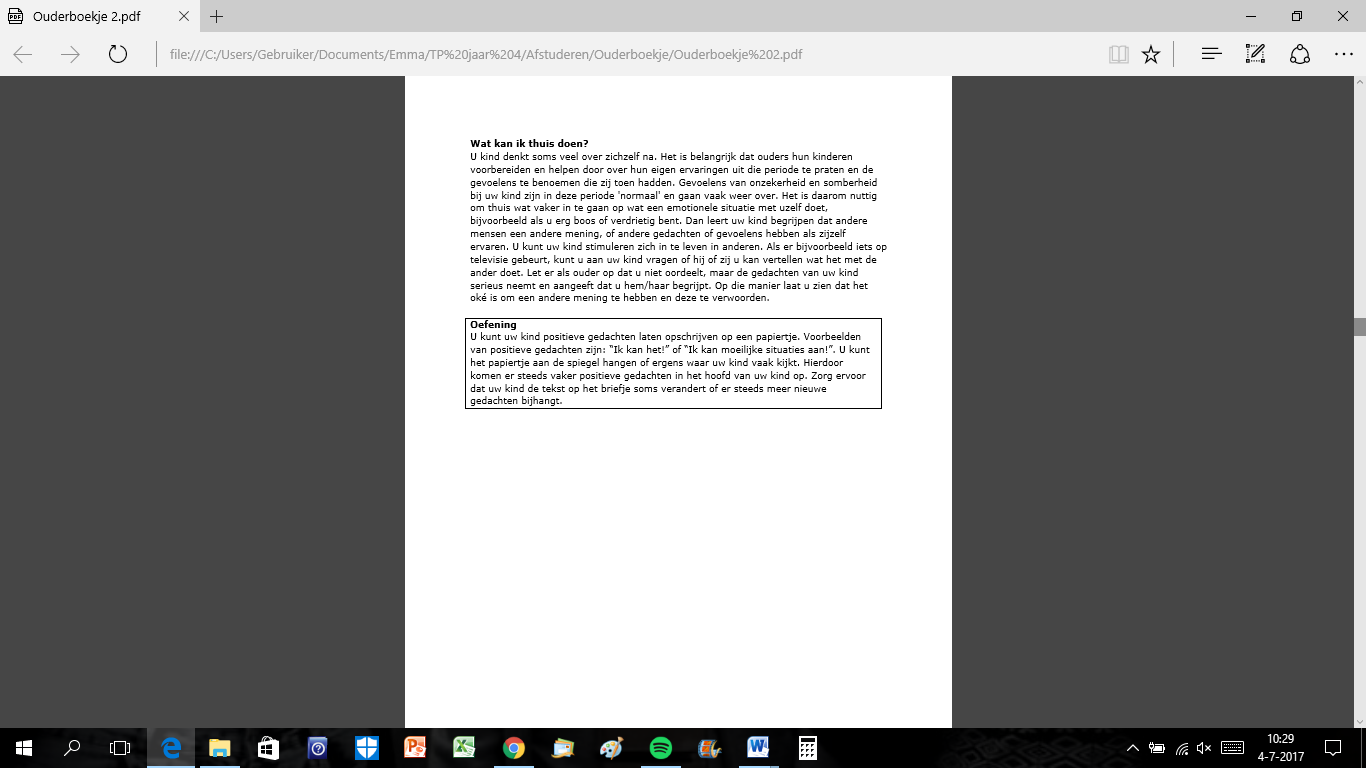 Ouderboekje 2.pdf
file:///C:/Users/Gebruiker/Documents/Emma/TP%20jaar%204/Afstuderen/Ouderboekje/Ouderboekje%202.pdf
Wat kan ik thuis doen?
U kind denkt soms veel over zichzelf na. Het is belangrijk dat ouders hun kinderen
voorbereiden en helpen door over hun eigen ervaringen uit die periode te praten en de
gevoelens te benoemen die zij toen hadden. Gevoelens van onzekerheid en somberheid
bij uw kind zijn in deze periode 'normaal' en gaan vaak weer over. Het is daarom nuttig
om thuis wat vaker in te gaan op wat een emotionele situatie met uzelf doet,
bijvoorbeeld als u erg boos of verdrietig bent. Dan leert uw kind begrijpen dat andere
mensen een andere mening, of andere gedachten of gevoelens hebben als zijzelf
ervaren. U kunt uw kind stimuleren zich in te leven in anderen. Als er bijvoorbeeld iets op
televisie gebeurt, kunt u aan uw kind vragen of hij of zij u kan vertellen wat het met de
ander doet. Let er als ouder op dat u niet oordeelt, maar de gedachten van uw kind
serieus neemt en aangeeft dat u hem/haar begrijpt. Op die manier laat u zien dat het
oké is om een andere mening te hebben en deze te verwoorden.
Oefening
U kunt uw kind positieve gedachten laten opschrijven op een papiertje. Voorbeelden
van positieve gedachten zijn: “Ik kan het!” of “Ik kan moeilijke situaties aan!”. U kunt
het papiertje aan de spiegel hangen of ergens waar uw kind vaak kijkt. Hierdoor
komen er steeds vaker positieve gedachten in het hoofd van uw kind op. Zorg ervoor
dat uw kind de tekst op het briefje soms verandert of er steeds meer nieuwe
gedachten bijhangt.
10:29
4-7-2017